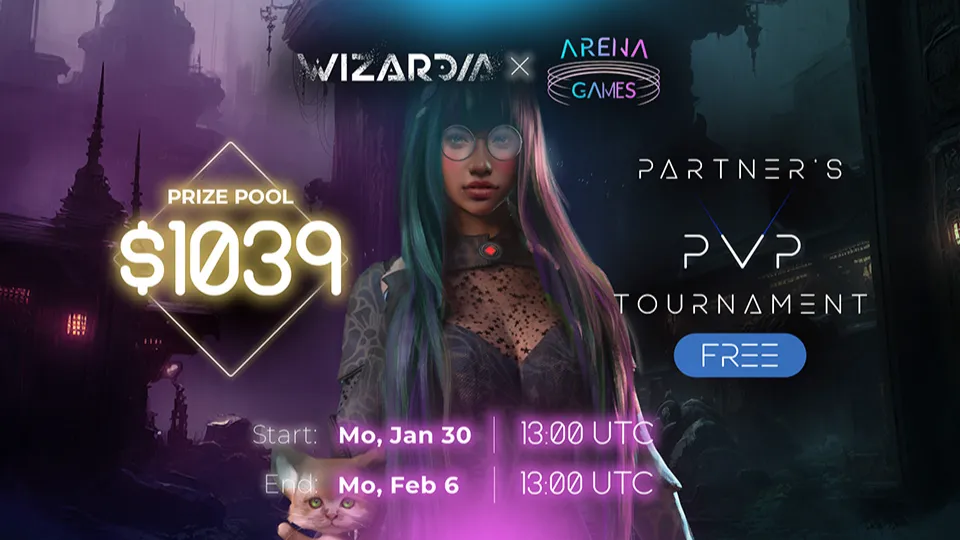 WIZARDIA × ARENA GAMES
PRIZE POOL
$1039
PARTNER'S
PVP
TOURNAMENT
FREE
Start: Mo, Jan 30 | 13:00 UTC
End: Mo, Feb 6 | 13:00 UTC